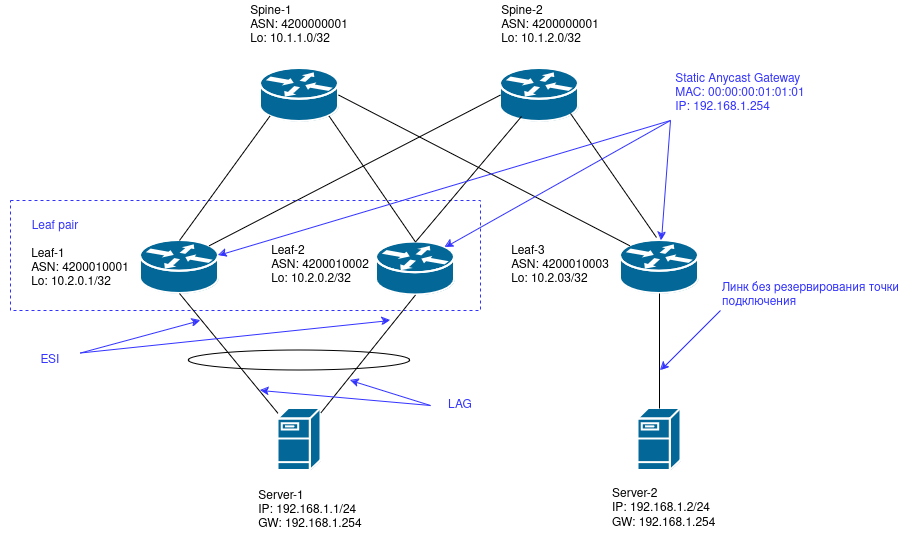 Spine-1
ASN: 4200000001
Lo: 10.1.1.0/32
Spine-2
ASN: 4200000001
Lo: 10.1.2.0/32
Static Anycast Gateway
MAC: 00:00:00:01:01:01
IP: 192.168.1.254
Leaf pair
Leaf-1
ASN: 4200010001
Lo: 10.2.0.1/32
Leaf-2
ASN: 4200010002
Lo: 10.2.0.2/32
Leaf-3
ASN: 4200010003
Lo: 10.2.03/32
Линк без резервирования точки
подключения
ESI
LAG
Server-1
IP: 192.168.1.1/24
GW: 192.168.1.254
Server-2
IP: 192.168.1.2/24
GW: 192.168.1.254